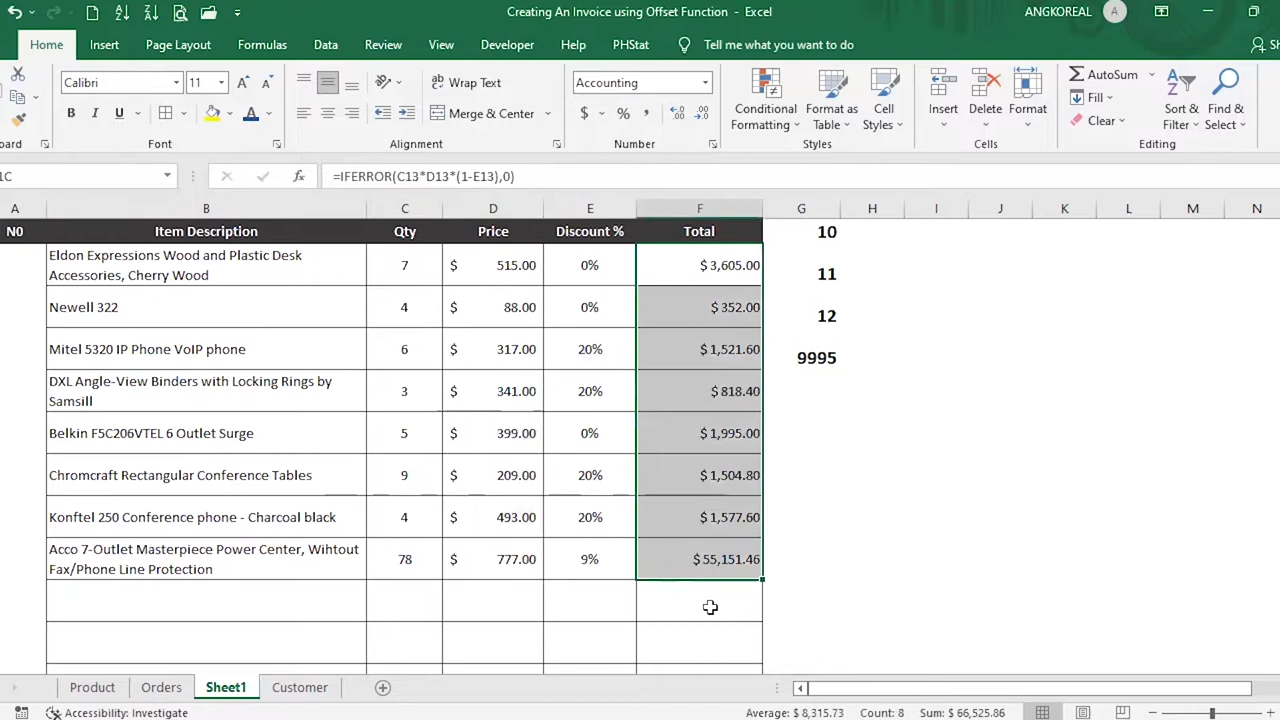 Creating An Invoice using Offset Function - Excel
ANGKOREAL A
Home Insert Page Layout Formulas Data Review View Developer Help PHStat Tell me what you want to do
Calibri 11 Wrap Text Accounting AutoSum
B I U A Merge & Center $ % , Conditional Formatting Format as Table Cell Styles Insert Delete Format Fill Sort & Filter Find & Select
Clear
Font Alignment Number Styles Cells Editing
=IFERROR(C13*D13*(1-E13),0)
A B C D E F G H I J K L M N
N0 Item Description Qty Price Discount % Total 10
Eldon Expressions Wood and Plastic Desk
Accessories, Cherry Wood 7 $ 515.00 0% $ 3,605.00 11
Newell 322 4 $ 88.00 0% $ 352.00 12
Mitel 5320 IP Phone VoIP phone 6 $ 317.00 20% $ 1,521.60 9995
DXL Angle-View Binders with Locking Rings by
Samsill 3 $ 341.00 20% $ 818.40
Belkin F5C206VTEL 6 Outlet Surge 5 $ 399.00 0% $ 1,995.00
Chromcraft Rectangular Conference Tables 9 $ 209.00 20% $ 1,504.80
Konftel 250 Conference phone - Charcoal black 4 $ 493.00 20% $ 1,577.60
Acco 7-Outlet Masterpiece Power Center, Wihtout
Fax/Phone Line Protection 78 $ 777.00 9% $ 55,151.46
Product Orders Sheet1 Customer
Accessibility: Investigate Average: $ 8,315.73 Count: 8 Sum: $ 66,525.86